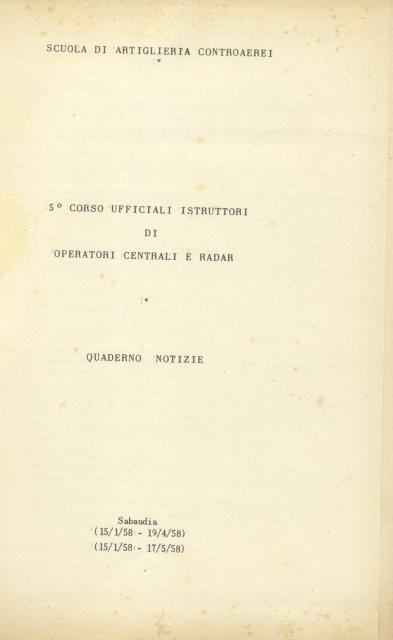 SCUOLA DI ARTIGLIERIA CONTROAEREI
5° CORSO UFFICIALI ISTRUTTORI
DI
OPERATORI CENTRALI E RADAR
QUADERNO NOTIZIE
Sabaudia
(15/1/58 - 19/4/58)
(15/1/58 - 17/5/58)